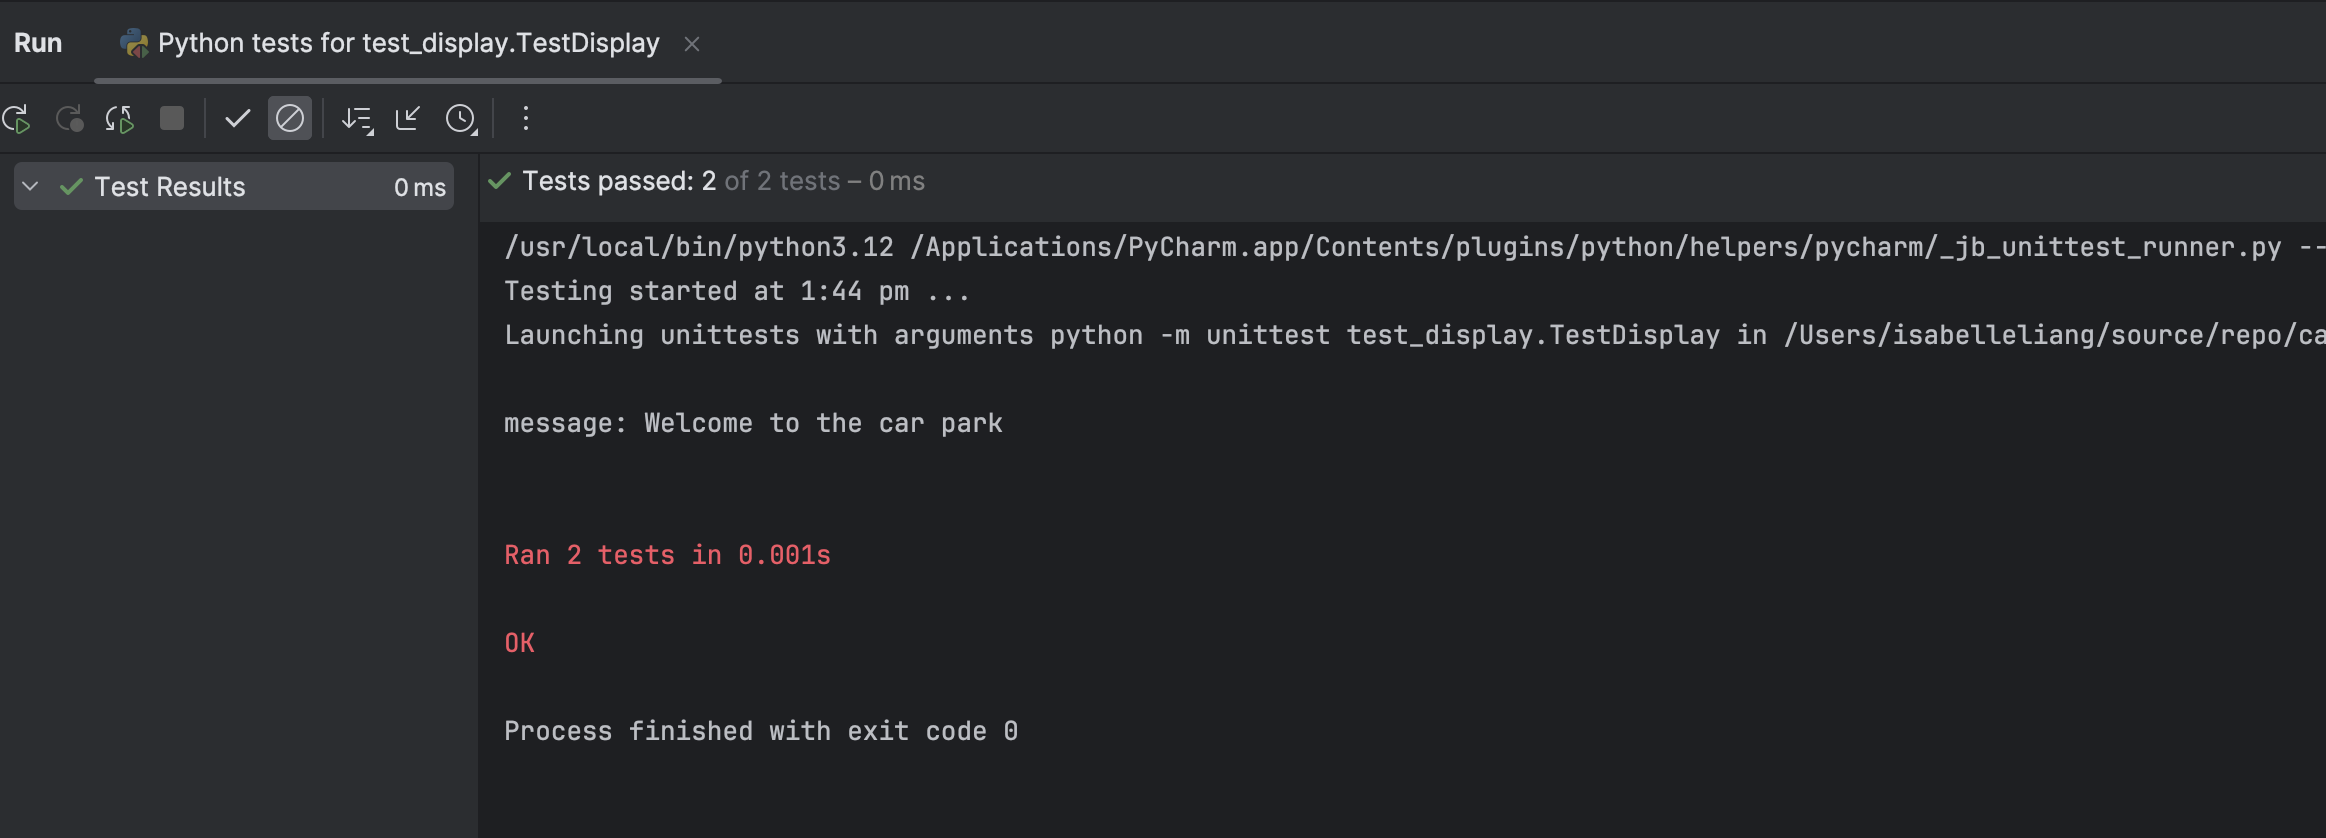 Run Python tests for test_display.TestDisplay
Test Results 0 ms
Tests passed: 2 of 2 tests – 0 ms
/usr/local/bin/python3.12 /Applications/PyCharm.app/Contents/plugins/python/helpers/pycharm/_jb_unittest_runner.py --
Testing started at 1:44 pm ...
Launching unittests with arguments python -m unittest test_display.TestDisplay in /Users/isabelleliang/source/repo/ca
message: Welcome to the car park
Ran 2 tests in 0.001s
OK
Process finished with exit code 0